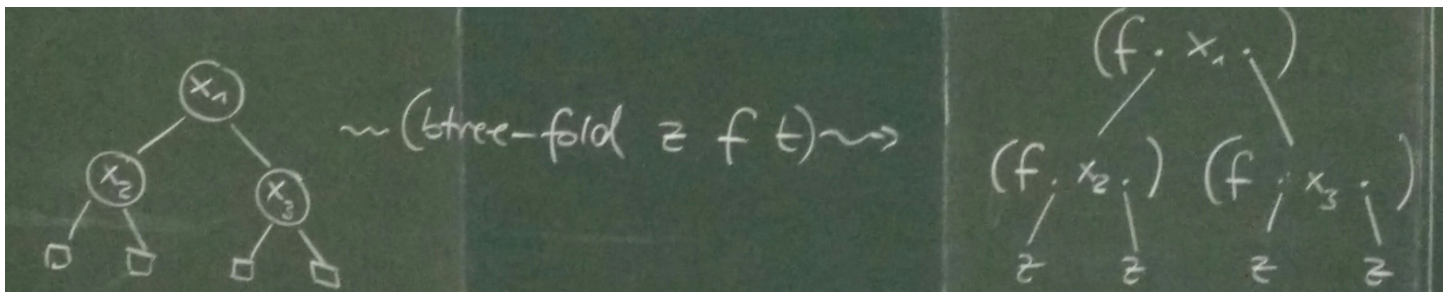 (f . x₁ . )
x₁
~ (btree-fold z f t) ~>
x₂ x₃
(f . x₂ . ) (f . x₃ . )
z z z z